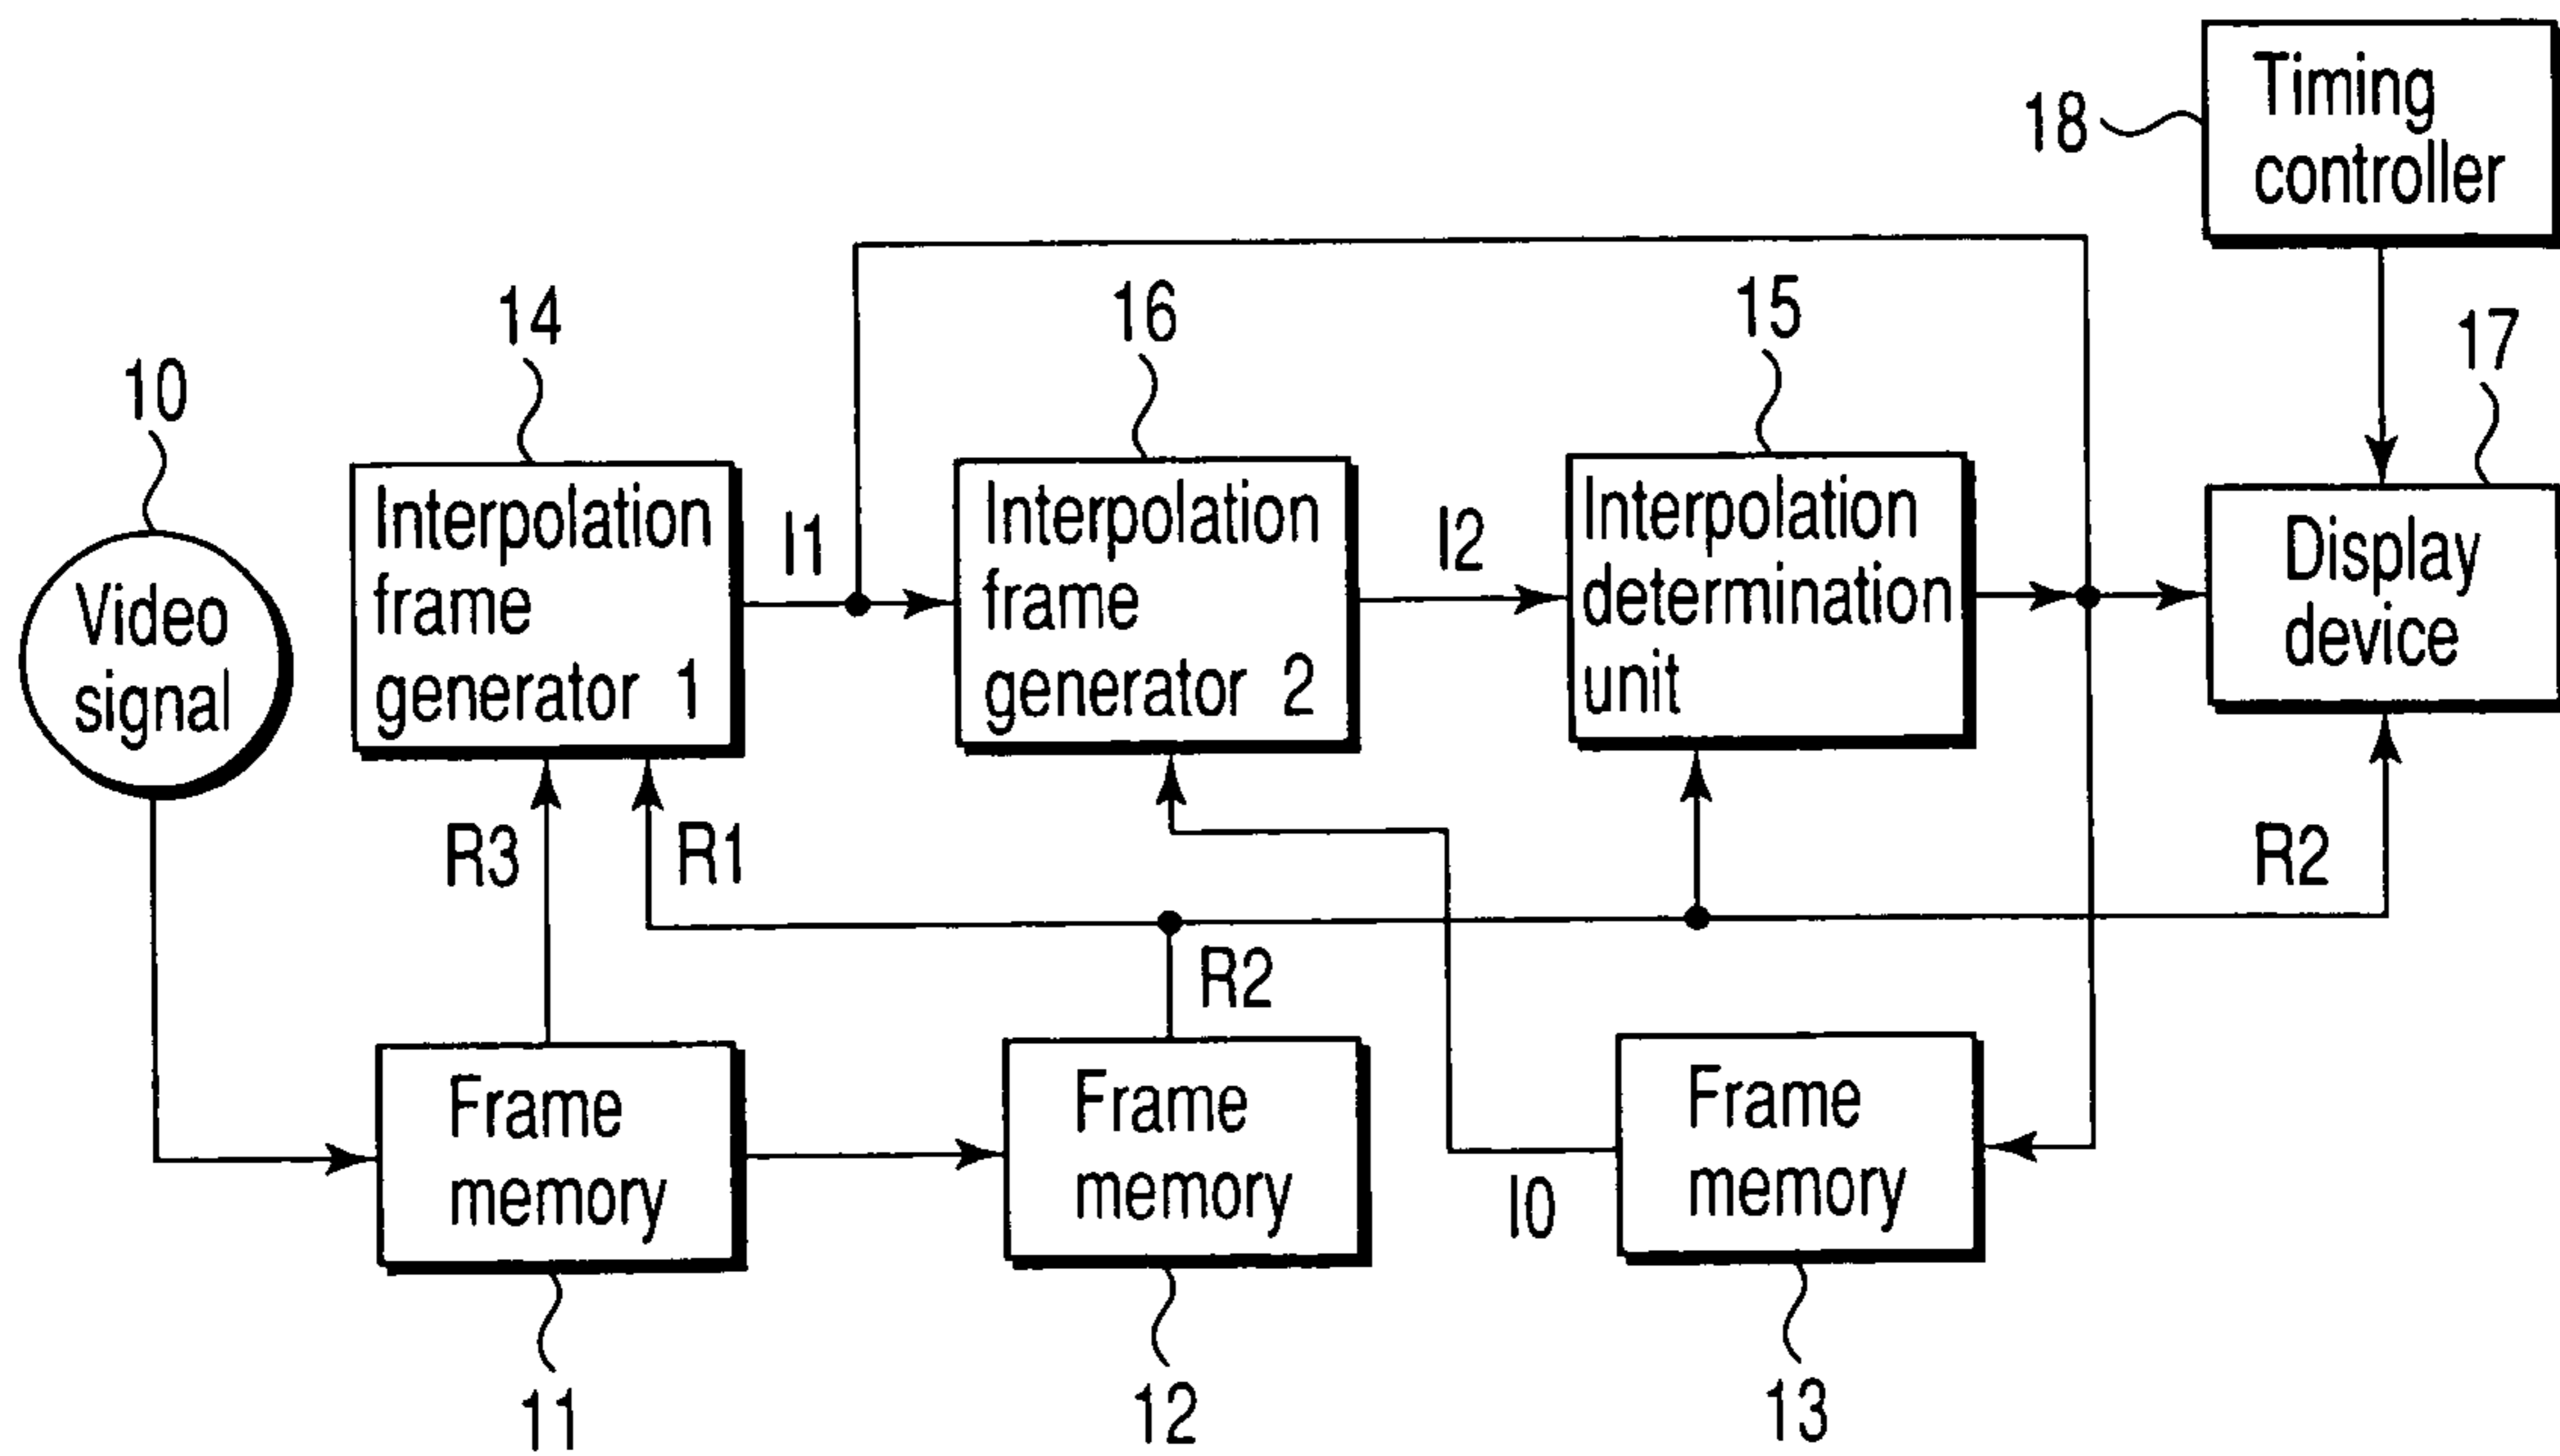 18
Timing
controller
14
16
15
17
10
Video
signal
Interpolation
frame
generator 1
I1
Interpolation
frame
generator 2
I2
Interpolation
determination
unit
Display
device
R3
R1
R2
R2
Frame
memory
Frame
memory
I0
Frame
memory
11
12
13